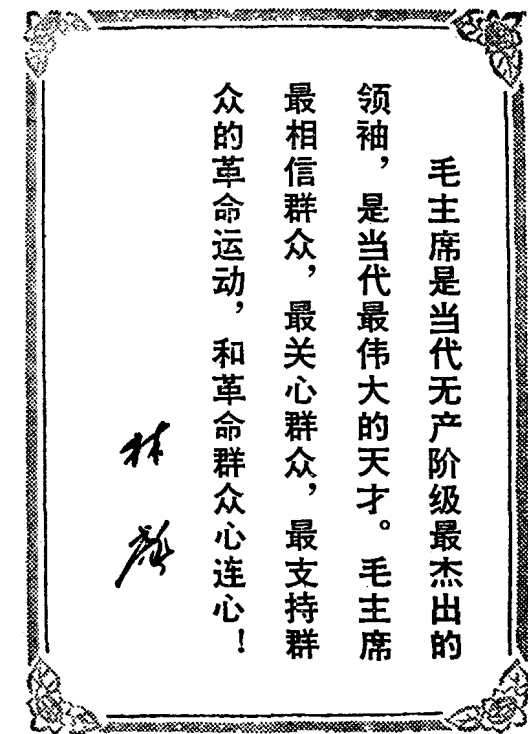 毛主席是当代无产阶级最杰出的
领袖，是当代最伟大的天才。毛主席
最相信群众，最关心群众，最支持群
众的革命运动，和革命群众心连心！
林彪